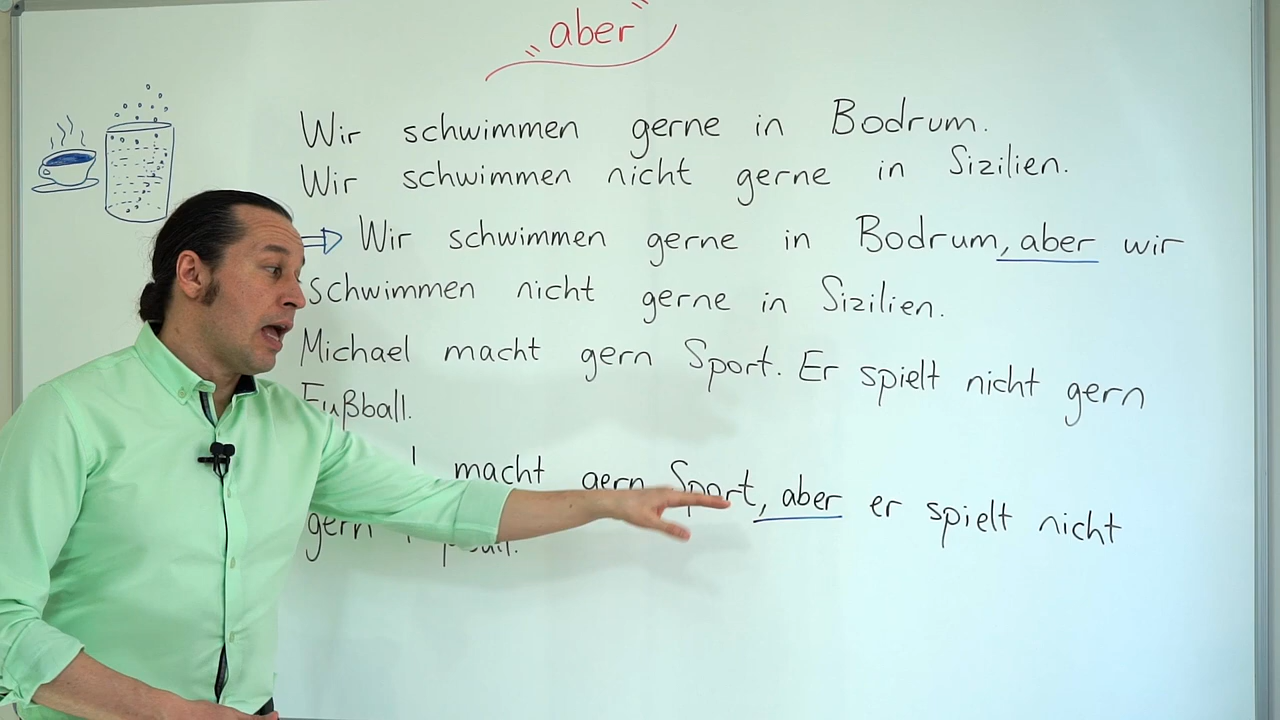 „aber"
Wir schwimmen gerne in Bodrum.
Wir schwimmen nicht gerne in Sizilien.
Wir schwimmen gerne in Bodrum, aber wir
schwimmen nicht gerne in Sizilien.
Michael macht gern Sport. Er spielt nicht gern
Fußball.
macht gern Sport, aber er spielt nicht
gern